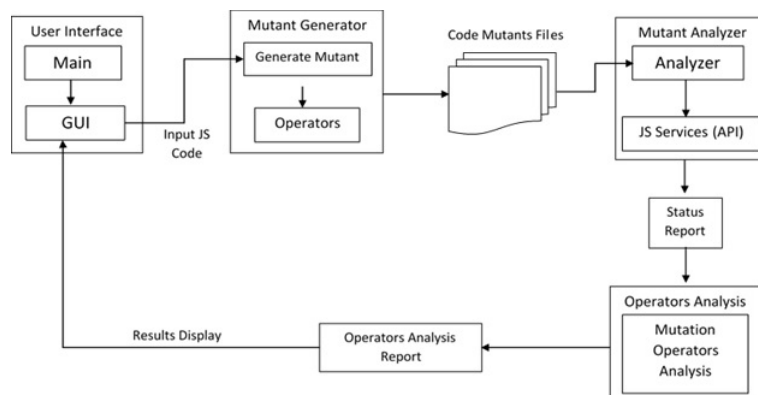 User Interface
Main
GUI
Input JS
Code
Mutant Generator
Generate Mutant
Operators
Code Mutants Files
Mutant Analyzer
Analyzer
JS Services (API)
Status
Report
Operators Analysis
Mutation
Operators
Analysis
Operators Analysis
Report
Results Display